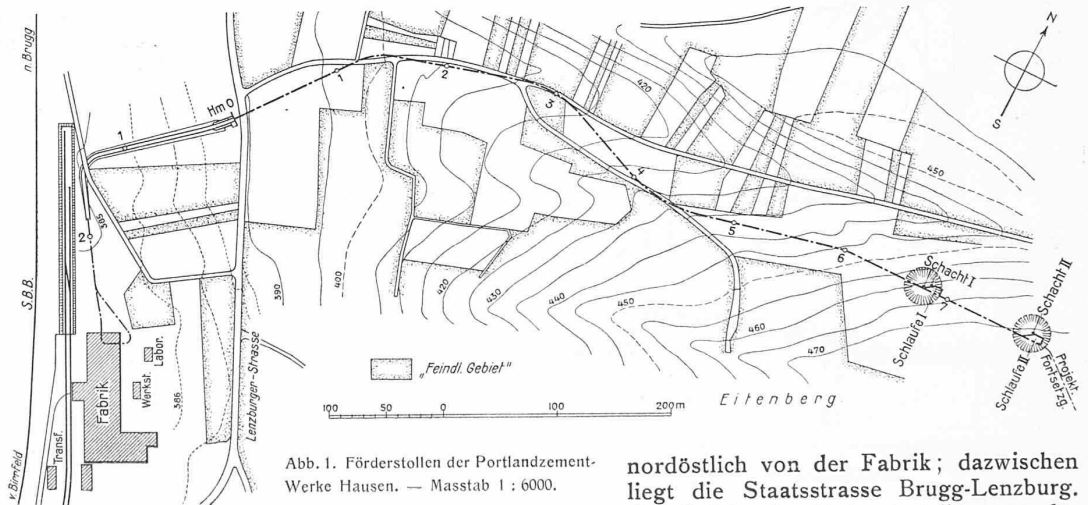 n. Brugg
S.B.B.
v. Birrfeld
Hm 0
1
2
385
386
Fabrik.
Transf.
Werkst.
Labor.
Lenzburger-Strasse
390
400
420
430
440
450
460
470
1
2
3
4
5
6
7
420
450
N
S
Schacht I
Schlaufe I
Schacht II
Schlaufe II
Projekt.
Fortsetzg.
„Feindl. Gebiet"
100 50 0 100 200 m
Eitenberg
Abb. 1. Förderstollen der Portlandzement-
Werke Hausen. — Masstab 1 : 6000.
nordöstlich von der Fabrik; dazwischen
liegt die Staatsstrasse Brugg-Lenzburg.